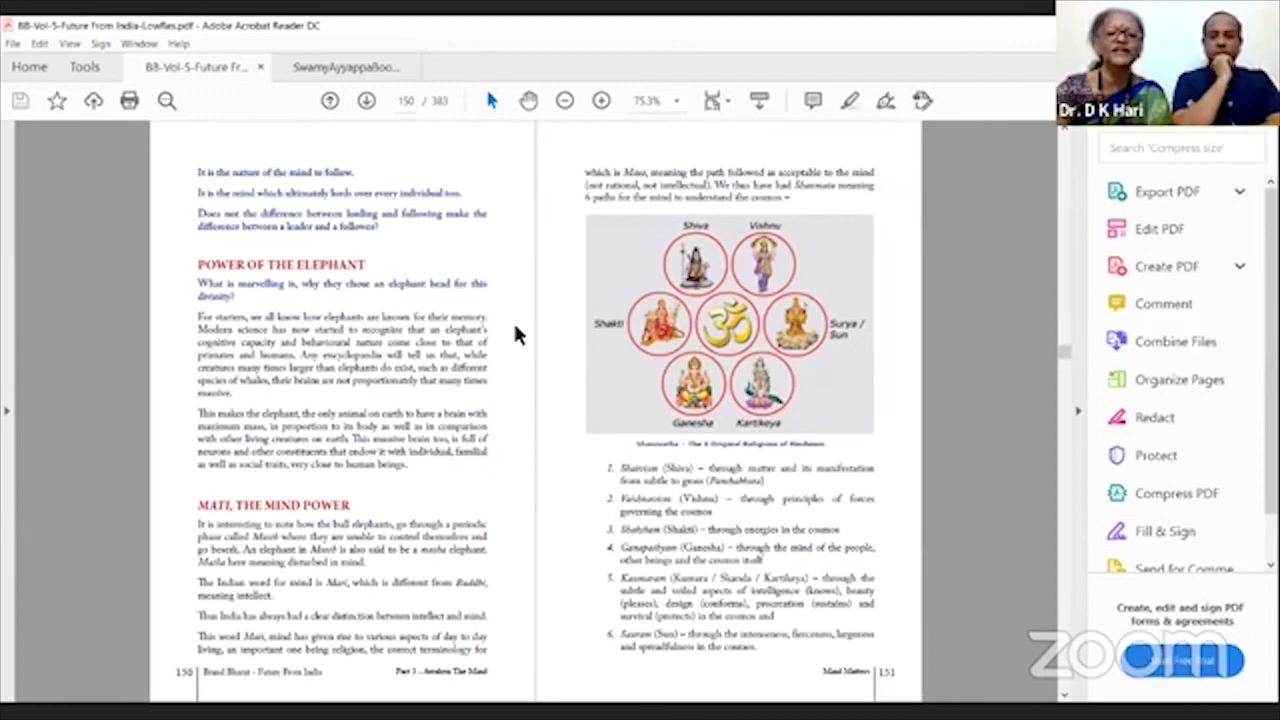 BB-Vol-5-Future From India-LowRes.pdf - Adobe Acrobat Reader DC
File Edit View Sign Window Help
Home Tools BB-Vol-5-Future Fr... × SwamyAyyappaBoo...
150 / 383 75.3%
Dr. D K Hari
Search 'Compress size'
Export PDF
Edit PDF
Create PDF
Comment
Combine Files
Organize Pages
Redact
Protect
Compress PDF
Fill & Sign
Send for Comme
Create, edit and sign PDF
forms & agreements
Start Free Trial
zoom
It is the nature of the mind to follow.
It is the mind which ultimately lords over every individual too.
Does not the difference between lording and following make the
difference between a leader and a follower?
POWER OF THE ELEPHANT
What is marvelling is, why they chose an elephant head for this
divinity?
For starters, we all know how elephants are known for their memory.
Modern science has now started to recognize that an elephant's
cognitive capacity and behavioural nature come close to that of
primates and humans. Any encyclopaedia will tell us that, while
creatures many times larger than elephants do exist, such as different
species of whales, their brains are not proportionately that many times
massive.
This makes the elephant, the only animal on earth to have a brain with
maximum mass, in proportion to its body as well as in comparison
with other living creatures on earth. This massive brain too, is full of
neurons and other constituents that endow it with individual, familial
as well as social traits, very close to human beings.
MATI, THE MIND POWER
It is interesting to note how the bull elephants, go through a periodic
phase called Musth where they are unable to control themselves and
go beserk. An elephant in Musth is also said to be a matha elephant.
Matha here meaning disturbed in mind.
The Indian word for mind is Mati, which is different from Buddhi,
meaning intellect.
Thus India has always had a clear distinction between intellect and mind.
This word Mati, mind has given rise to various aspects of day to day
living, an important one being religion, the correct terminology for
150 Brand Bharat - Future From India Part 3 - Awaken The Mind
which is Mata, meaning the path followed as acceptable to the mind
(not rational, not intellectual). We thus have had Shanmata meaning
6 paths for the mind to understand the cosmos –
Shiva Vishnu
Shakti ॐ Surya /
Sun
Ganesha Kartikeya
Shanmatha - The 6 Original Religions of Hinduism
1. Shaivism (Shiva) – through matter and its manifestation
from subtle to gross (Panchabhuta)
2. Vaishnavism (Vishnu) – through principles of forces
governing the cosmos
3. Shaktham (Shakti) – through energies in the cosmos
4. Ganapathyam (Ganesha) – through the mind of the people,
other beings and the cosmos itself
5. Kaumaram (Kumara / Skanda / Kartikeya) – through the
subtle and veiled aspects of intelligence (knows), beauty
(pleases), design (conforms), procreation (sustains) and
survival (protects) in the cosmos and
6. Sauram (Sun) – through the intenseness, fierceness, largeness
and spreadfulness in the cosmos.
Mind Matters 151